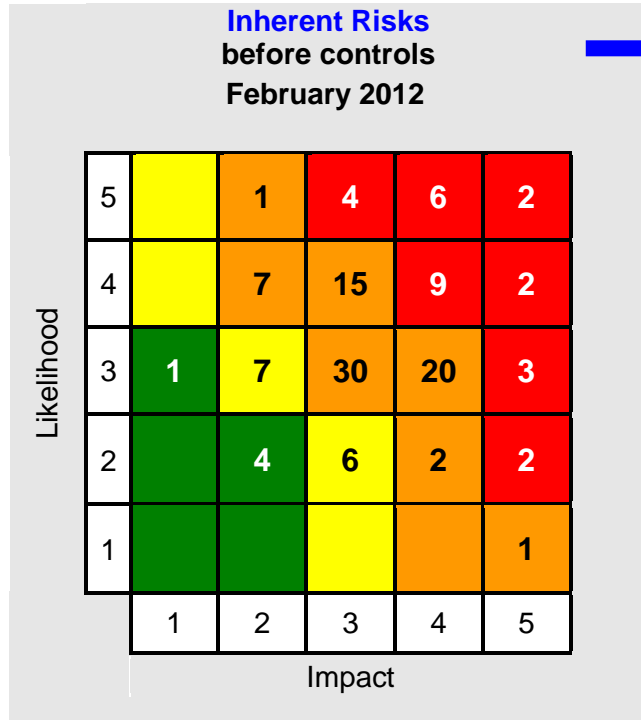 Inherent Risks
before controls
February 2012
5 1 4 6 2
4 7 15 9 2
3 1 7 30 20 3
2 4 6 2 2
1 1
1 2 3 4 5
Likelihood
Impact